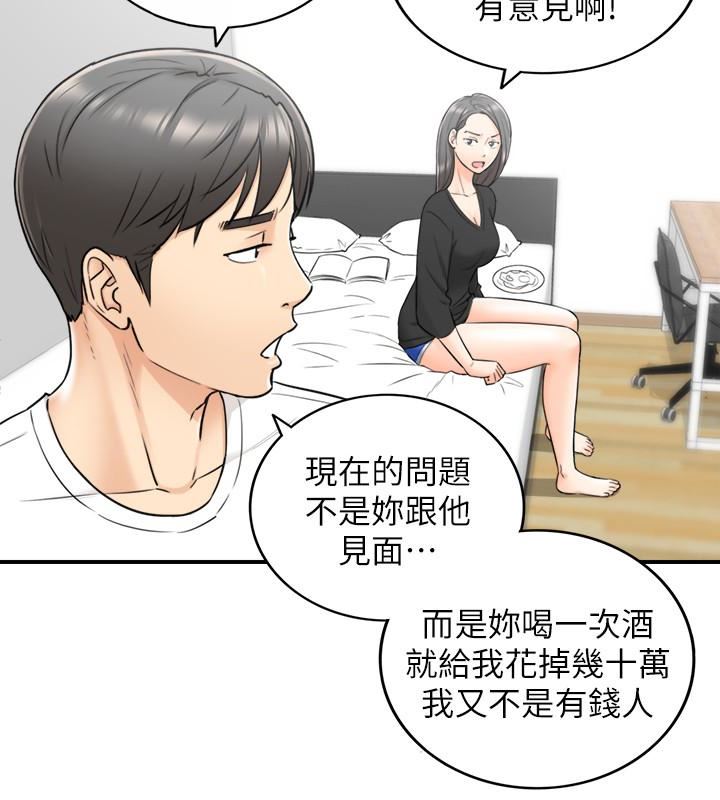 有意見啊!
現在的問題
不是妳跟他
見面⋯
而是妳喝一次酒
就給我花掉幾十萬
我又不是有錢人